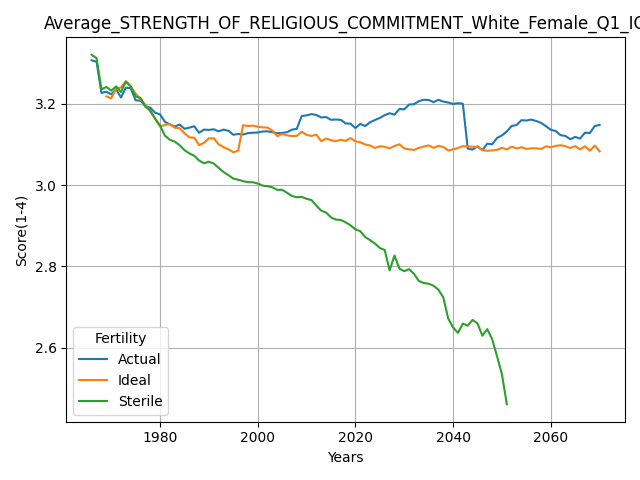 Average_STRENGTH_OF_RELIGIOUS_COMMITMENT_White_Female_Q1_IQ
Score(1-4)
3.2
3.0
2.8
2.6
Fertility
Actual
Ideal
Sterile
1980 2000 2020 2040 2060
Years